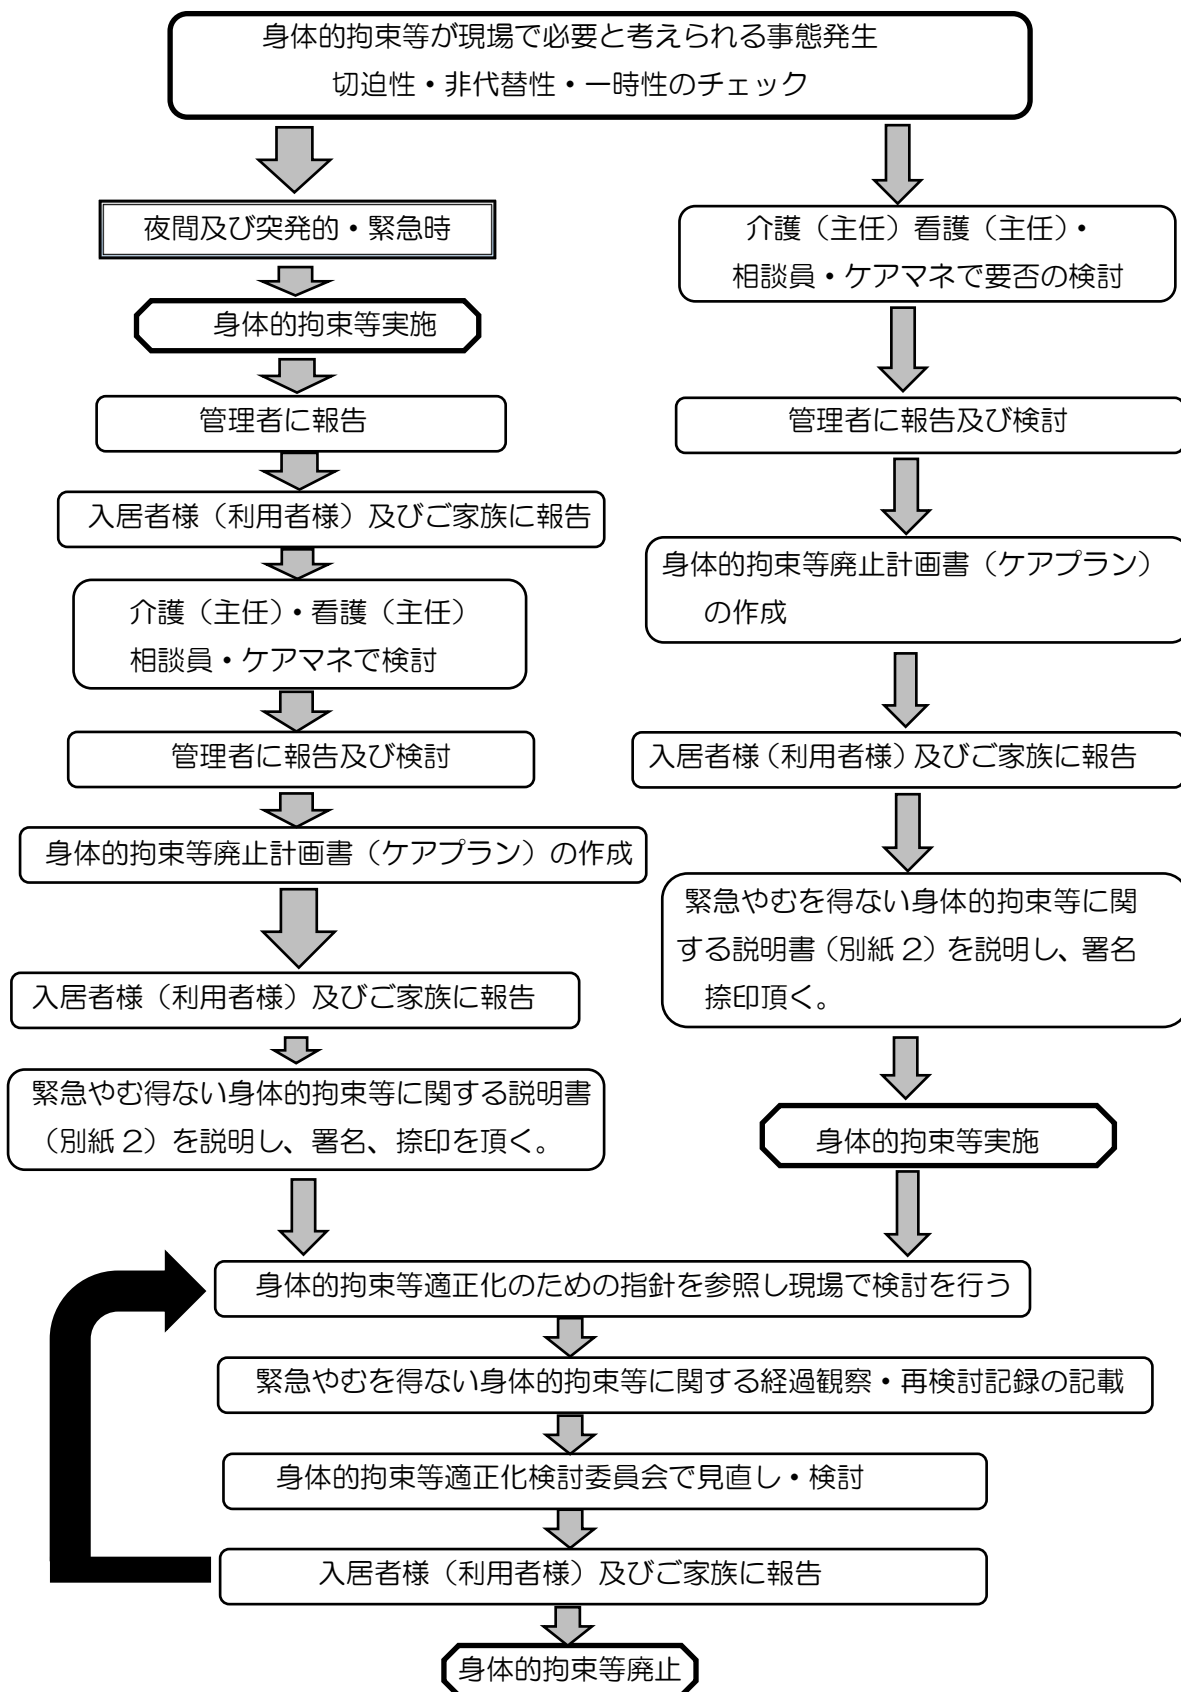 身体的拘束等が現場で必要と考えられる事態発生
切迫性・非代替性・一時性のチェック
夜間及び突発的・緊急時
身体的拘束等実施
管理者に報告
入居者様（利用者様）及びご家族に報告
介護（主任）・看護（主任）
相談員・ケアマネで検討
管理者に報告及び検討
身体的拘束等廃止計画書（ケアプラン）の作成
入居者様（利用者様）及びご家族に報告
緊急やむ得ない身体的拘束等に関する説明書
（別紙２）を説明し、署名、捺印を頂く。
介護（主任）看護（主任）・
相談員・ケアマネで要否の検討
管理者に報告及び検討
身体的拘束等廃止計画書（ケアプラン）
の作成
入居者様（利用者様）及びご家族に報告
緊急やむを得ない身体的拘束等に関
する説明書（別紙２）を説明し、署名
捺印頂く。
身体的拘束等実施
身体的拘束等適正化のための指針を参照し現場で検討を行う
緊急やむを得ない身体的拘束等に関する経過観察・再検討記録の記載
身体的拘束等適正化検討委員会で見直し・検討
入居者様（利用者様）及びご家族に報告
身体的拘束等廃止